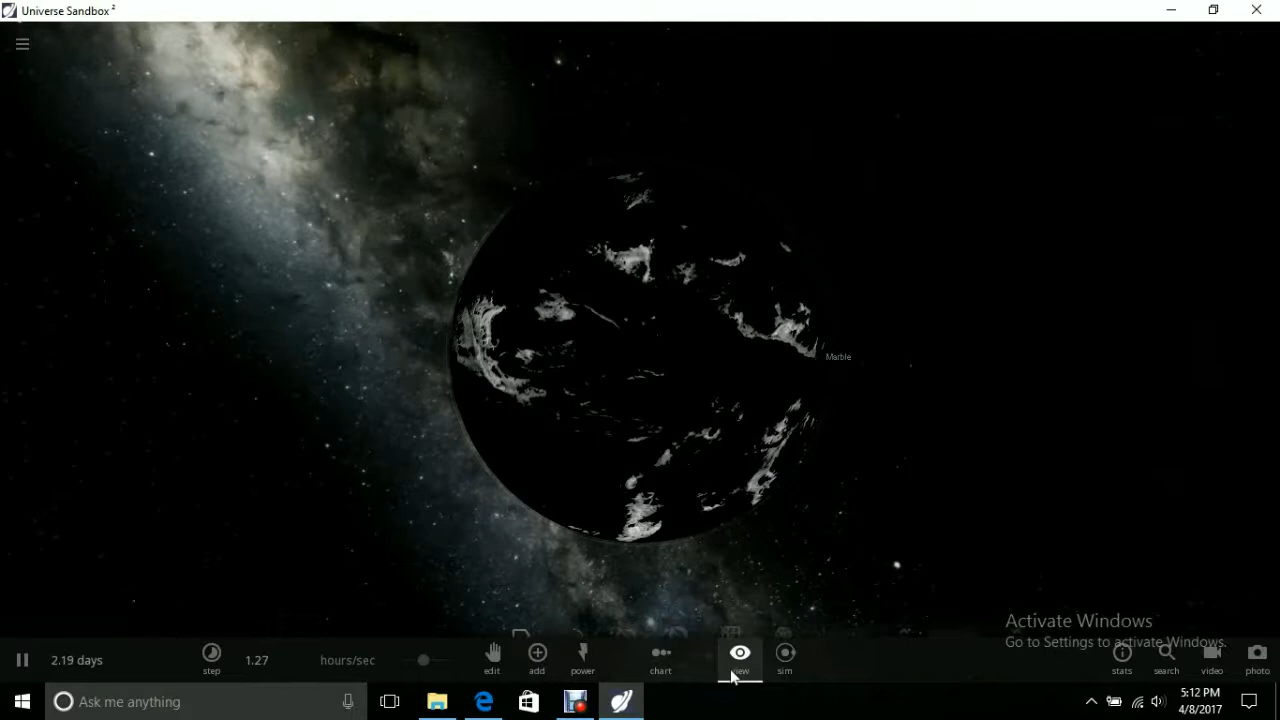 Universe Sandbox ²
Marble
Activate Windows
Go to Settings to activate Windows.
2.19 days
step
1.27
hours/sec
edit
add
power
chart
view
sim
stats
search
video
photo
Ask me anything
5:12 PM
4/8/2017